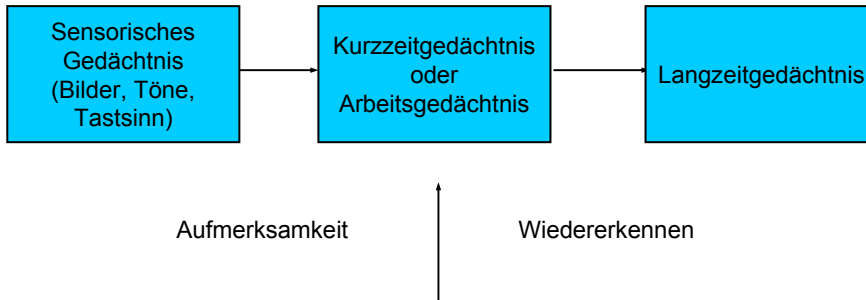 Sensorisches
Gedächtnis
(Bilder, Töne,
Tastsinn)
Kurzzeitgedächtnis
oder
Arbeitsgedächtnis
Langzeitgedächtnis
Aufmerksamkeit
Wiedererkennen